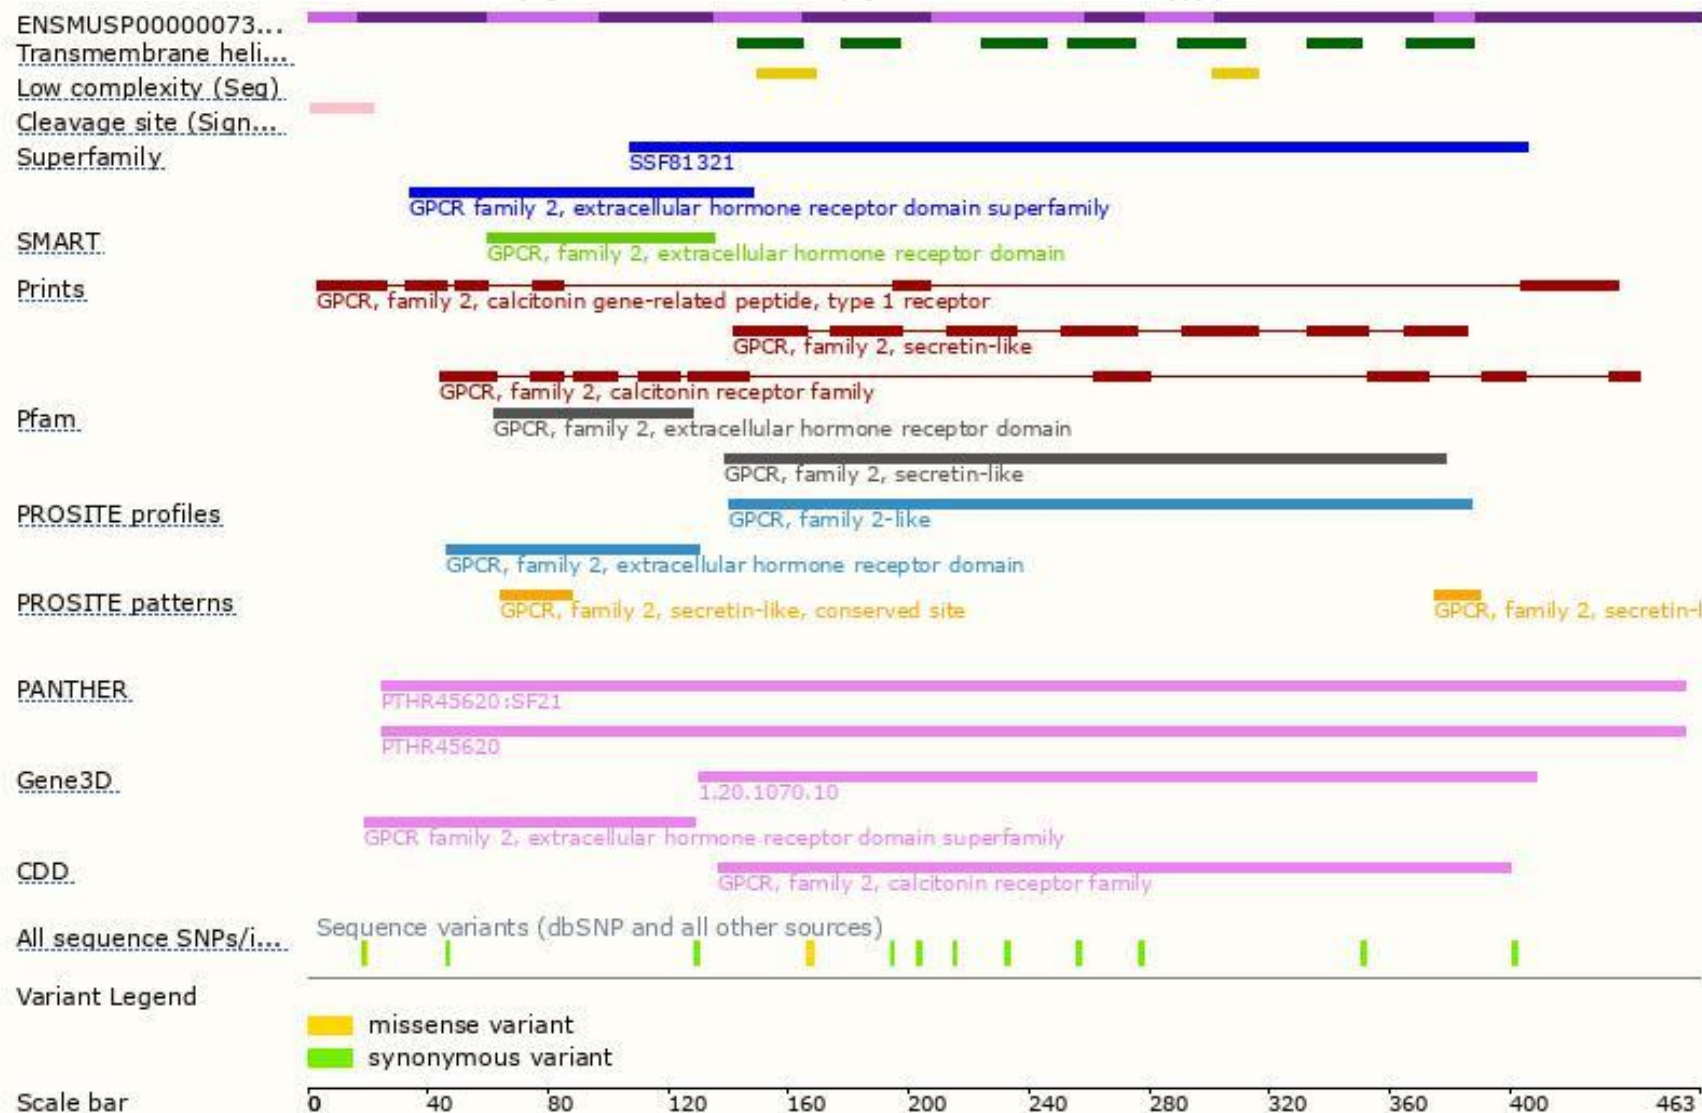 ENSMUSP00000073...
Transmembrane heli...
Low complexity (Seg)
Cleavage site (Sign...
Superfamily
SSF81321
GPCR family 2, extracellular hormone receptor domain superfamily
SMART
GPCR, family 2, extracellular hormone receptor domain
Prints
GPCR, family 2, calcitonin gene-related peptide, type 1 receptor
GPCR, family 2, secretin-like
GPCR, family 2, calcitonin receptor family
Pfam
GPCR, family 2, extracellular hormone receptor domain
GPCR, family 2, secretin-like
PROSITE profiles
GPCR, family 2-like
GPCR, family 2, extracellular hormone receptor domain
PROSITE patterns
GPCR, family 2, secretin-like, conserved site
GPCR, family 2, secretin-l
PANTHER
PTHR45620:SF21
PTHR45620
Gene3D
1.20.1070.10
GPCR family 2, extracellular hormone receptor domain superfamily
CDD
GPCR, family 2, calcitonin receptor family
All sequence SNPs/i...
Sequence variants (dbSNP and all other sources)
Variant Legend
missense variant
synonymous variant
Scale bar 0 40 80 120 160 200 240 280 320 360 400 463